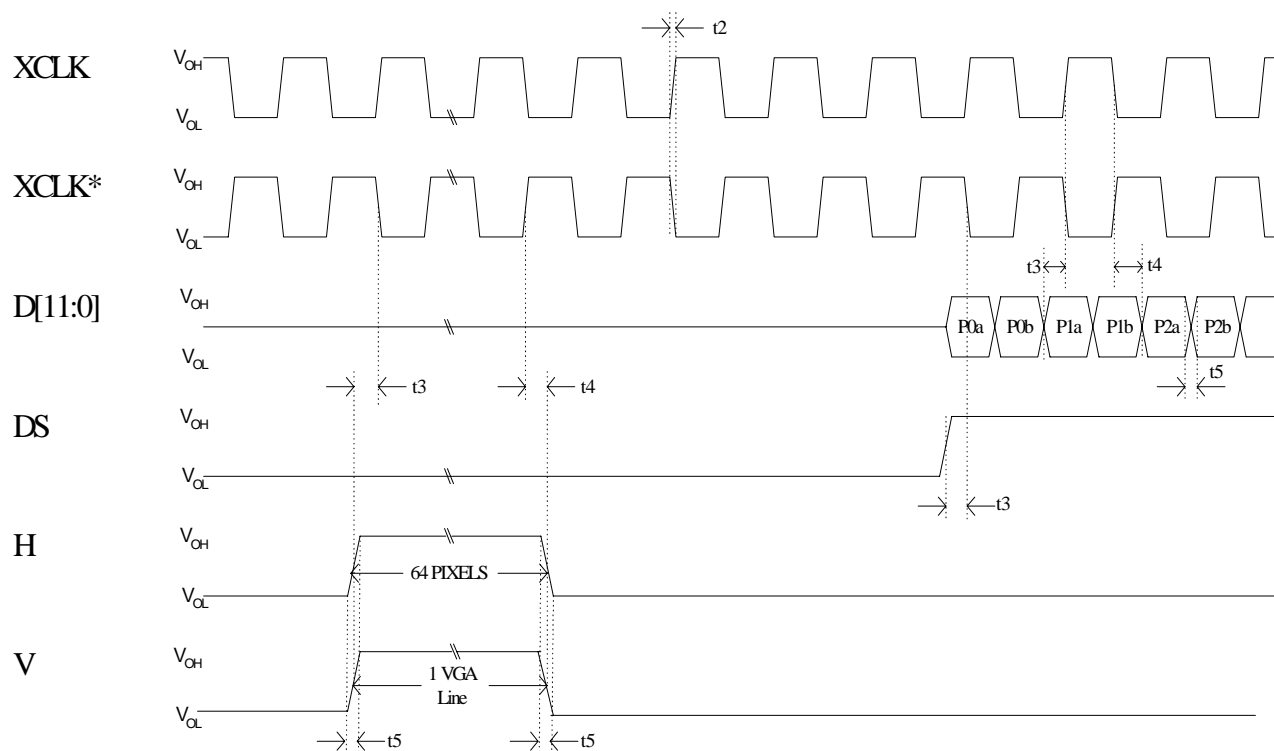 t2
XCLK
VOH
VOL
XCLK*
VOH
VOL
t3
t4
D[11:0]
VOH
P0a
P0b
P1a
P1b
P2a
P2b
VOL
t3
t4
t5
DS
VOH
VOL
t3
H
VOH
64 PIXELS
VOL
V
VOH
1 VGA
Line
VOL
t5
t5